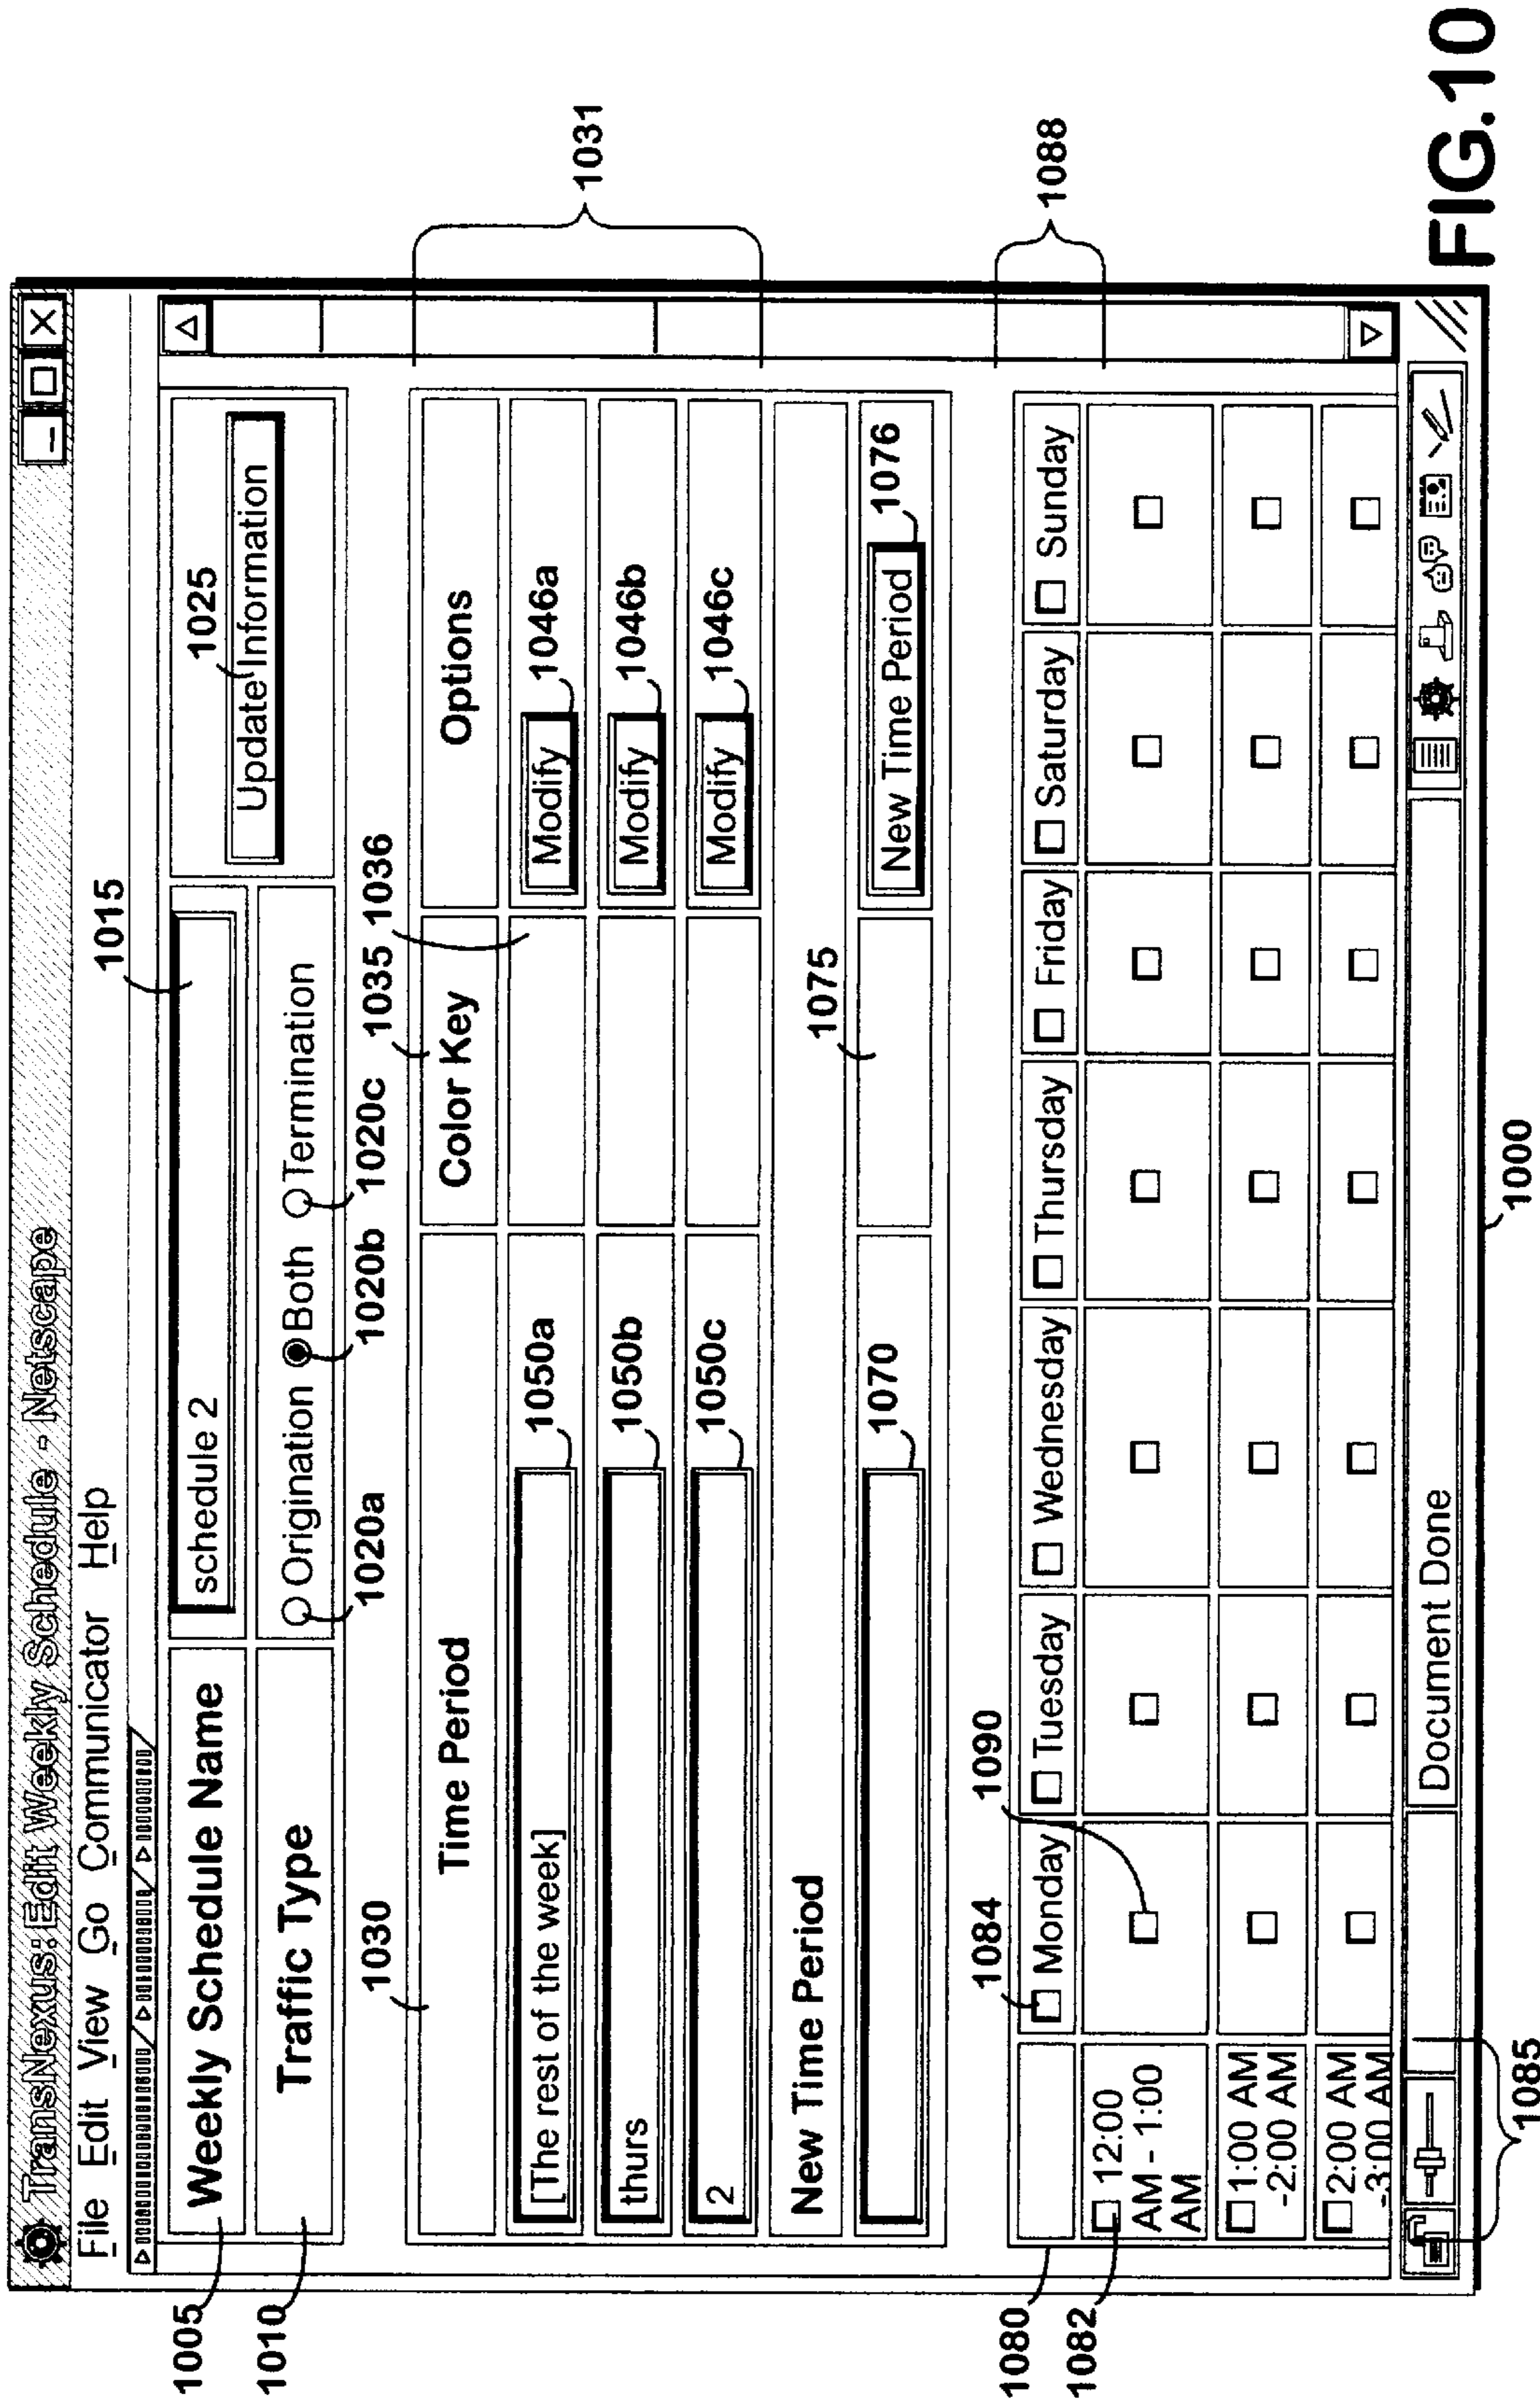 TransNexus: Edit Weekly Schedule - Netscape
File Edit View Go Communicator Help
1015
1025
1005
Weekly Schedule Name
schedule 2
Update Information
1010
Traffic Type
Origination Both Termination
1020a
1020b
1020c
1035
1036
1030
1031
Time Period
Color Key
Options
[The rest of the week]
1050a
Modify
1046a
thurs
1050b
Modify
1046b
2
1050c
Modify
1046c
New Time Period
1070
1075
New Time Period
1076
1084
1090
1088
1080
Monday Tuesday Wednesday Thursday Friday Saturday Sunday
1082
12:00
AM - 1:00
AM
1:00 AM
-2:00 AM
2:00 AM
-3:00 AM
Document Done
1085
1000
FIG.10